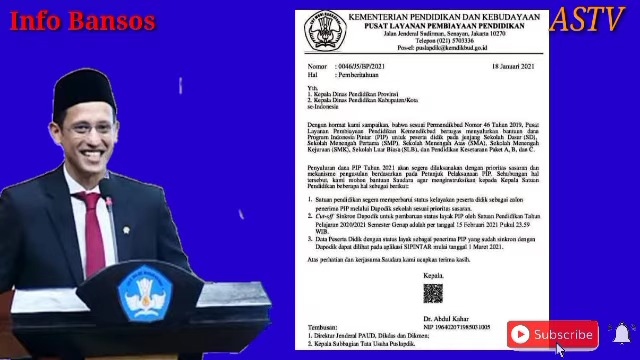 Info Bansos
ASTV
KEMENTERIAN PENDIDIKAN DAN KEBUDAYAAN
PUSAT LAYANAN PEMBIAYAAN PENDIDIKAN
Jalan Jenderal Sudirman, Senayan, Jakarta 10270
Telepon (021) 5703336
Pos-el: puslapdik@kemdikbud.go.id
Nomor : 0046/J5/BP/2021 18 Januari 2021
Hal : Pemberitahuan
Yth.
1. Kepala Dinas Pendidikan Provinsi
2. Kepala Dinas Pendidikan Kabupaten/Kota
se-Indonesia
Dengan hormat kami sampaikan, bahwa sesuai Permendikbud Nomor 46 Tahun 2019, Pusat
Layanan Pembiayaan Pendidikan Kemendikbud bertugas menyalurkan bantuan dana
Program Indonesia Pintar (PIP) untuk peserta didik pada jenjang Sekolah Dasar (SD),
Sekolah Menengah Pertama (SMP), Sekolah Menengah Atas (SMA), Sekolah Menengah
Kejuruan (SMK), Sekolah Luar Biasa (SLB), dan Pendidikan Kesetaraan Paket A, B, dan C.
Penyaluran dana PIP Tahun 2021 akan segera dilaksanakan dengan prioritas sasaran dan
mekanisme pengusulan berdasarkan pada Petunjuk Pelaksanaan PIP. Sehubungan hal
tersebut, kami mohon bantuan Saudara agar menginstruksikan kepada Kepala Satuan
Pendidikan beberapa hal sebagai berikut:
1. Satuan pendidikan segera memperbarui status kelayakan peserta didik sebagai calon
penerima PIP melalui Dapodik sekolah sesuai prioritas sasaran.
2. Cut-off Sinkron Dapodik untuk pembaruan status layak PIP oleh Satuan Pendidikan Tahun
Pelajaran 2020/2021 Semester Genap adalah per tanggal 15 Februari 2021 Pukul 23.59
WIB.
3. Data Peserta Didik dengan status layak sebagai penerima PIP yang sudah sinkron dengan
Dapodik dapat dilihat pada aplikasi SIPINTAR mulai tanggal 1 Maret 2021.
Atas perhatian dan kerjasama Saudara kami ucapkan terima kasih.
Kepala,
Dr. Abdul Kahar
NIP 196402071985031005
Tembusan:
1. Direktur Jenderal PAUD, Dikdas dan Dikmen;
2. Kepala Subbagian Tata Usaha Puslapdik.
Subscribe